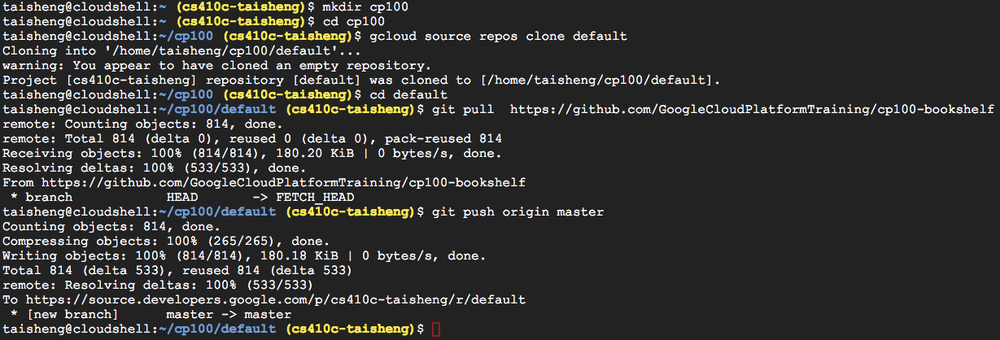 taisheng@cloudshell:~ (cs410c-taisheng)$ mkdir cp100
taisheng@cloudshell:~ (cs410c-taisheng)$ cd cp100
taisheng@cloudshell:~/cp100 (cs410c-taisheng)$ gcloud source repos clone default
Cloning into '/home/taisheng/cp100/default'...
warning: You appear to have cloned an empty repository.
Project [cs410c-taisheng] repository [default] was cloned to [/home/taisheng/cp100/default].
taisheng@cloudshell:~/cp100 (cs410c-taisheng)$ cd default
taisheng@cloudshell:~/cp100/default (cs410c-taisheng)$ git pull  https://github.com/GoogleCloudPlatformTraining/cp100-bookshelf
remote: Counting objects: 814, done.
remote: Total 814 (delta 0), reused 0 (delta 0), pack-reused 814
Receiving objects: 100% (814/814), 180.20 KiB | 0 bytes/s, done.
Resolving deltas: 100% (533/533), done.
From https://github.com/GoogleCloudPlatformTraining/cp100-bookshelf
 * branch            HEAD       -> FETCH_HEAD
taisheng@cloudshell:~/cp100/default (cs410c-taisheng)$ git push origin master
Counting objects: 814, done.
Compressing objects: 100% (265/265), done.
Writing objects: 100% (814/814), 180.18 KiB | 0 bytes/s, done.
Total 814 (delta 533), reused 814 (delta 533)
remote: Resolving deltas: 100% (533/533)
To https://source.developers.google.com/p/cs410c-taisheng/r/default
 * [new branch]      master -> master
taisheng@cloudshell:~/cp100/default (cs410c-taisheng)$